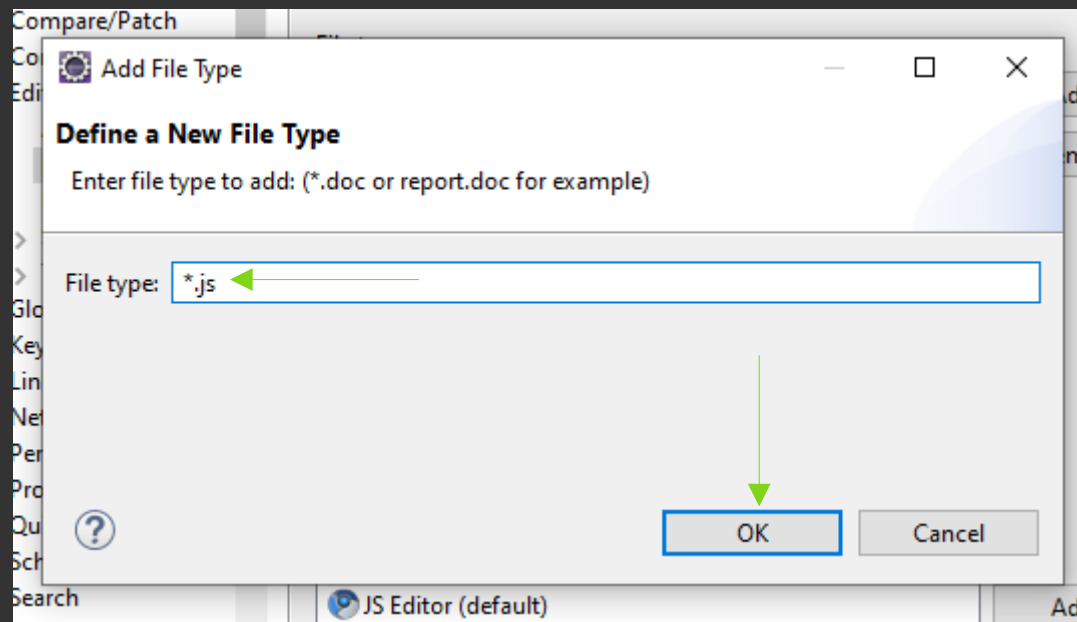 Compare/Patch
Add File Type
Define a New File Type
Enter file type to add: (*.doc or report.doc for example)
File type: *.js
OK Cancel
Search
JS Editor (default)